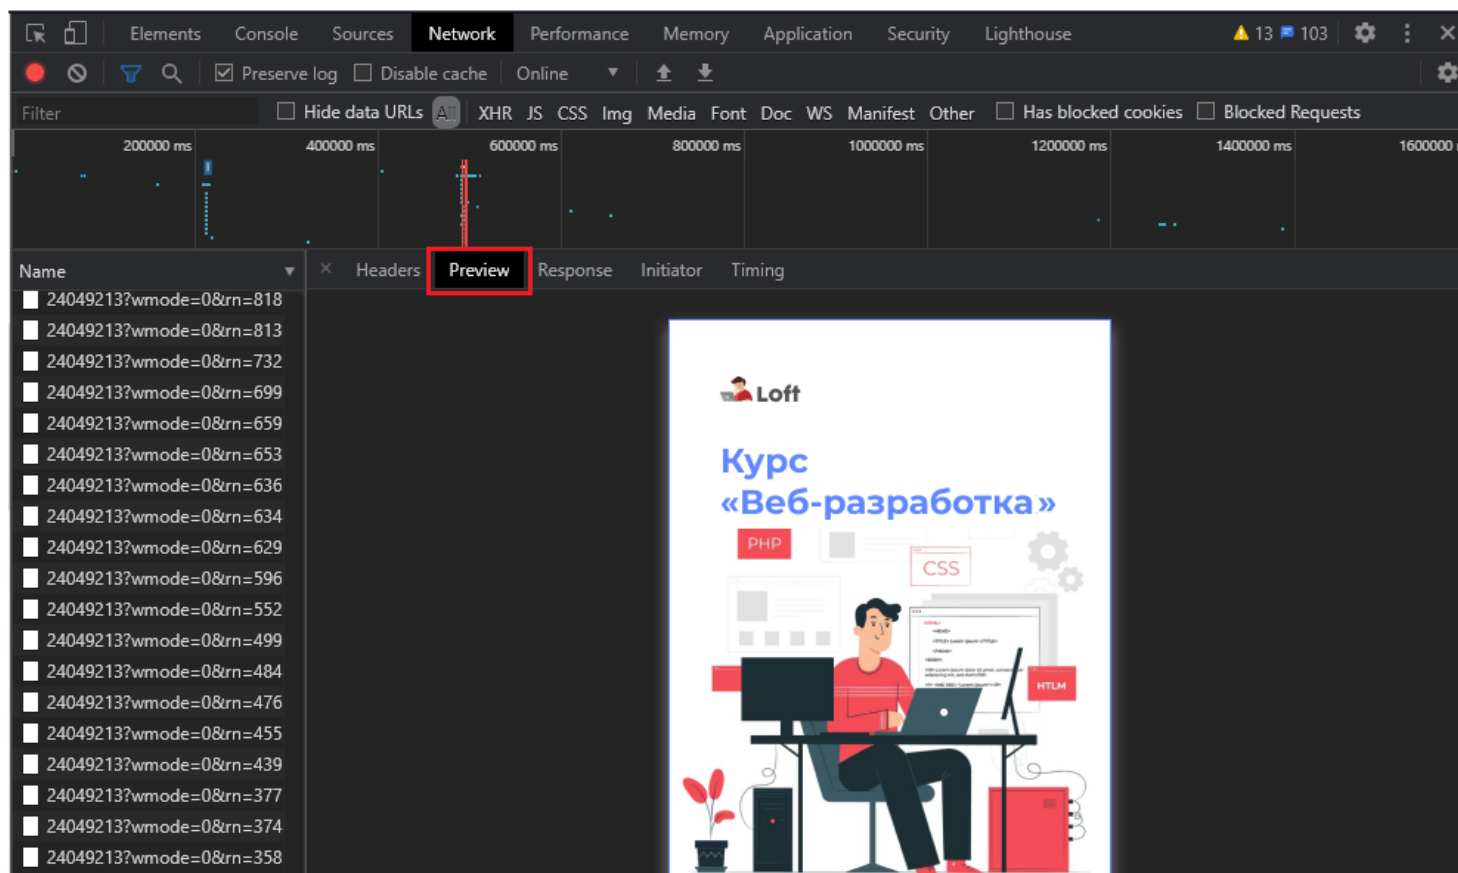 Elements Console Sources Network Performance Memory Application Security Lighthouse 13 103
Preserve log Disable cache Online
Filter Hide data URLs All XHR JS CSS Img Media Font Doc WS Manifest Other Has blocked cookies Blocked Requests
200000 ms 400000 ms 600000 ms 800000 ms 1000000 ms 1200000 ms 1400000 ms 1600000
Name Headers Preview Response Initiator Timing
24049213?wmode=0&rn=818
24049213?wmode=0&rn=813
24049213?wmode=0&rn=732
24049213?wmode=0&rn=699
24049213?wmode=0&rn=659
24049213?wmode=0&rn=653
24049213?wmode=0&rn=636
24049213?wmode=0&rn=634
24049213?wmode=0&rn=629
24049213?wmode=0&rn=596
24049213?wmode=0&rn=552
24049213?wmode=0&rn=499
24049213?wmode=0&rn=484
24049213?wmode=0&rn=476
24049213?wmode=0&rn=455
24049213?wmode=0&rn=439
24049213?wmode=0&rn=377
24049213?wmode=0&rn=374
24049213?wmode=0&rn=358
Loft
Курс
«Веб-разработка»
PHP
CSS
HTLM